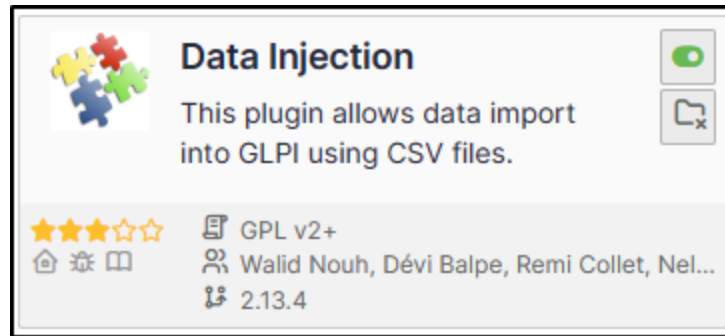 Data Injection
This plugin allows data import
into GLPI using CSV files.
GPL v2+
Walid Nouh, Dévi Balpe, Remi Collet, Nel...
2.13.4